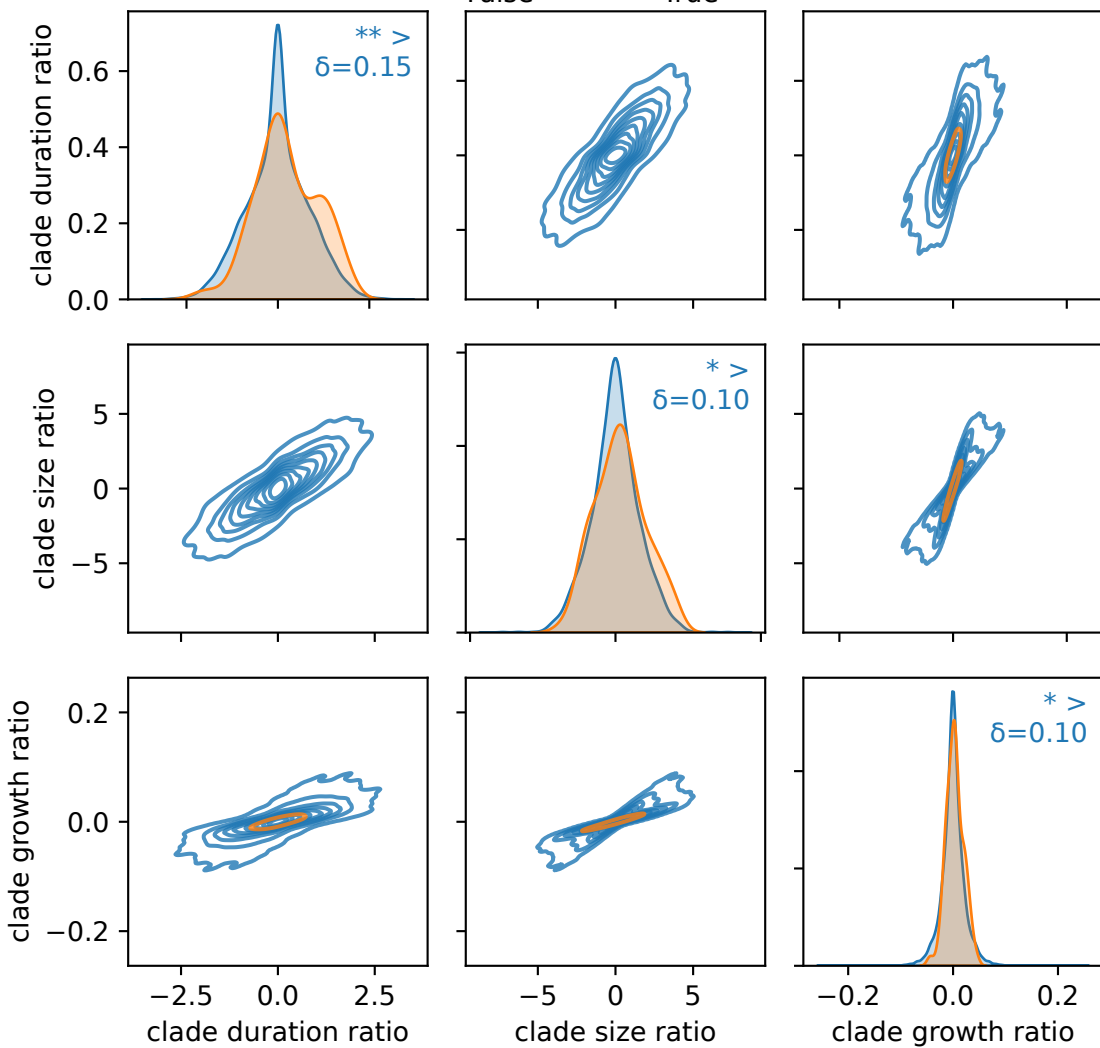 clade duration ratio
0.6
0.4
0.2
0.0
** >
δ=0.15
clade size ratio
5
0
−5
* >
δ=0.10
clade growth ratio
0.2
0.0
−0.2
* >
δ=0.10
−2.5 0.0 2.5
−5 0 5
−0.2 0.0 0.2
clade duration ratio
clade size ratio
clade growth ratio